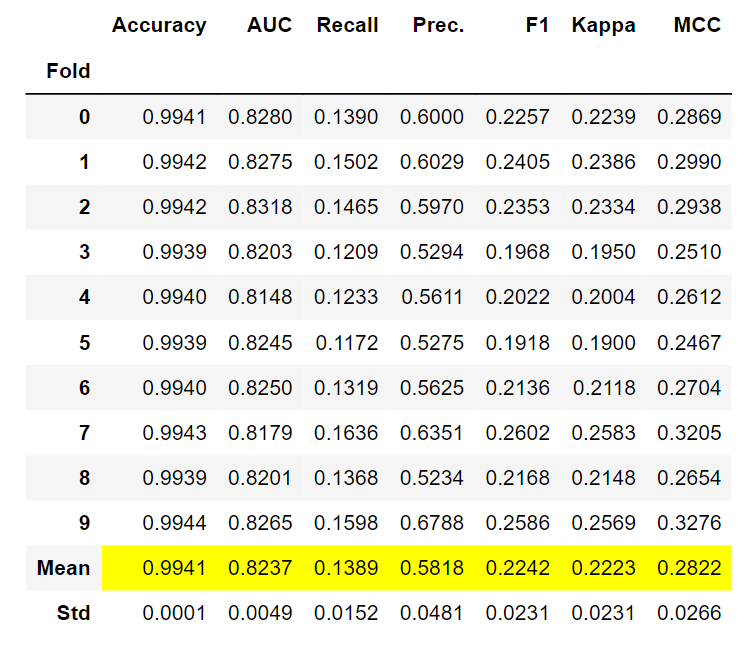 Accuracy AUC Recall Prec. F1 Kappa MCC
Fold
0 0.9941 0.8280 0.1390 0.6000 0.2257 0.2239 0.2869
1 0.9942 0.8275 0.1502 0.6029 0.2405 0.2386 0.2990
2 0.9942 0.8318 0.1465 0.5970 0.2353 0.2334 0.2938
3 0.9939 0.8203 0.1209 0.5294 0.1968 0.1950 0.2510
4 0.9940 0.8148 0.1233 0.5611 0.2022 0.2004 0.2612
5 0.9939 0.8245 0.1172 0.5275 0.1918 0.1900 0.2467
6 0.9940 0.8250 0.1319 0.5625 0.2136 0.2118 0.2704
7 0.9943 0.8179 0.1636 0.6351 0.2602 0.2583 0.3205
8 0.9939 0.8201 0.1368 0.5234 0.2168 0.2148 0.2654
9 0.9944 0.8265 0.1598 0.6788 0.2586 0.2569 0.3276
Mean 0.9941 0.8237 0.1389 0.5818 0.2242 0.2223 0.2822
Std 0.0001 0.0049 0.0152 0.0481 0.0231 0.0231 0.0266